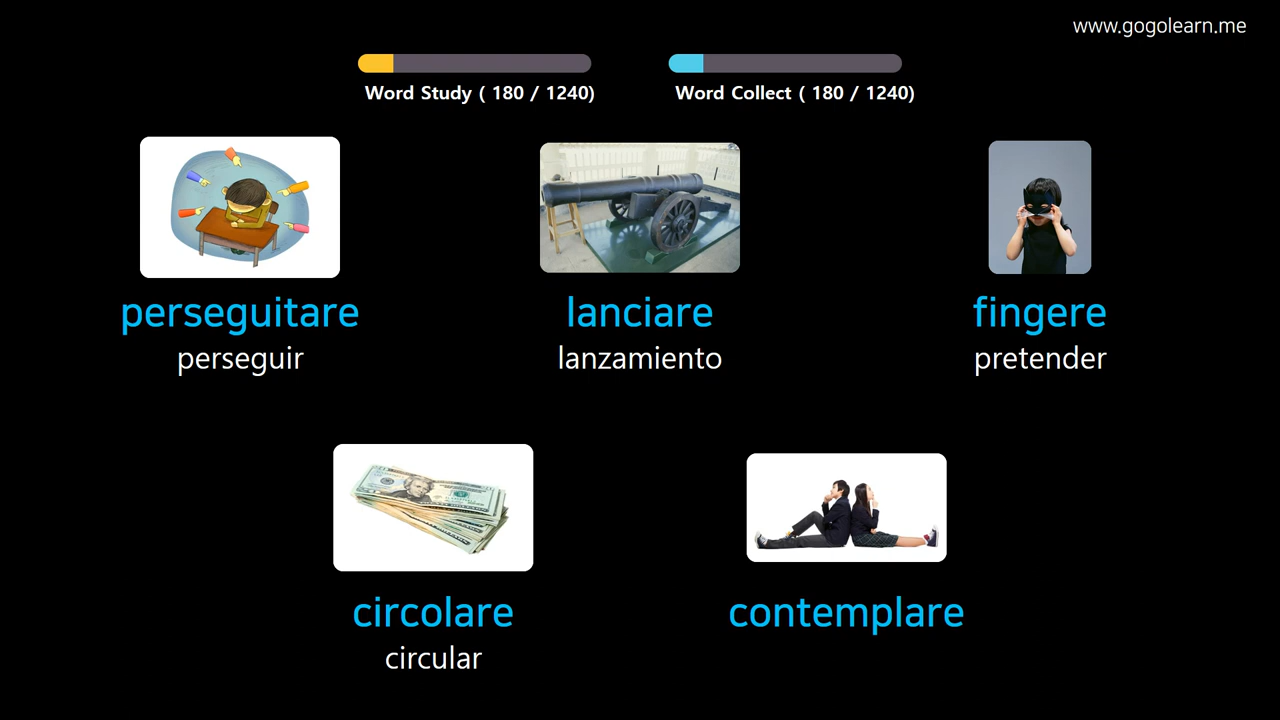 www.gogolearn.me
Word Study ( 180 / 1240)
Word Collect ( 180 / 1240)
perseguitare
perseguir
lanciare
lanzamiento
fingere
pretender
circolare
circular
contemplare